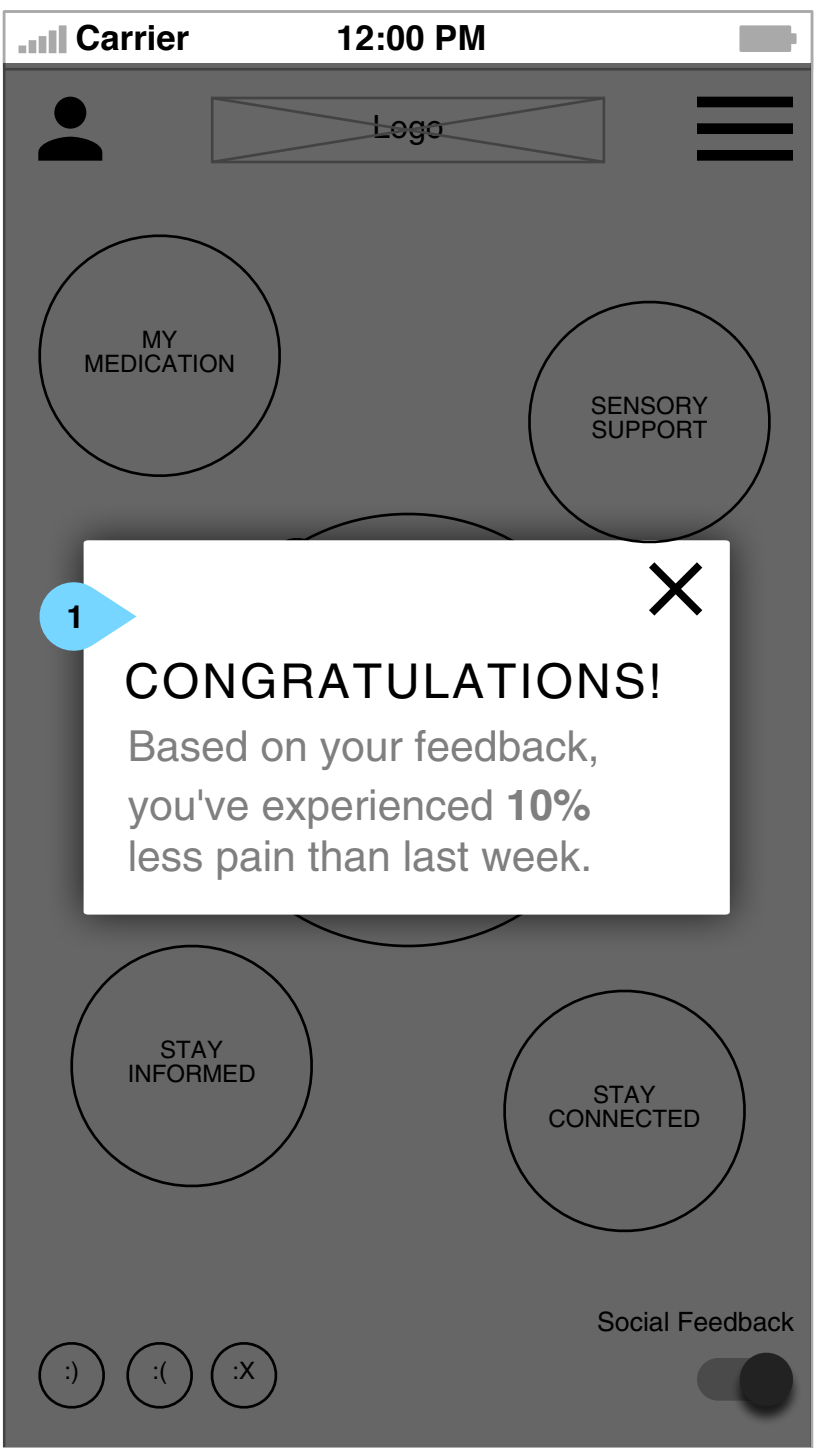 Carrier 12:00 PM
Logo
MY
MEDICATION
SENSORY
SUPPORT
1
CONGRATULATIONS!
Based on your feedback,
you've experienced 10%
less pain than last week.
STAY
INFORMED
STAY
CONNECTED
Social Feedback
:) :( :X